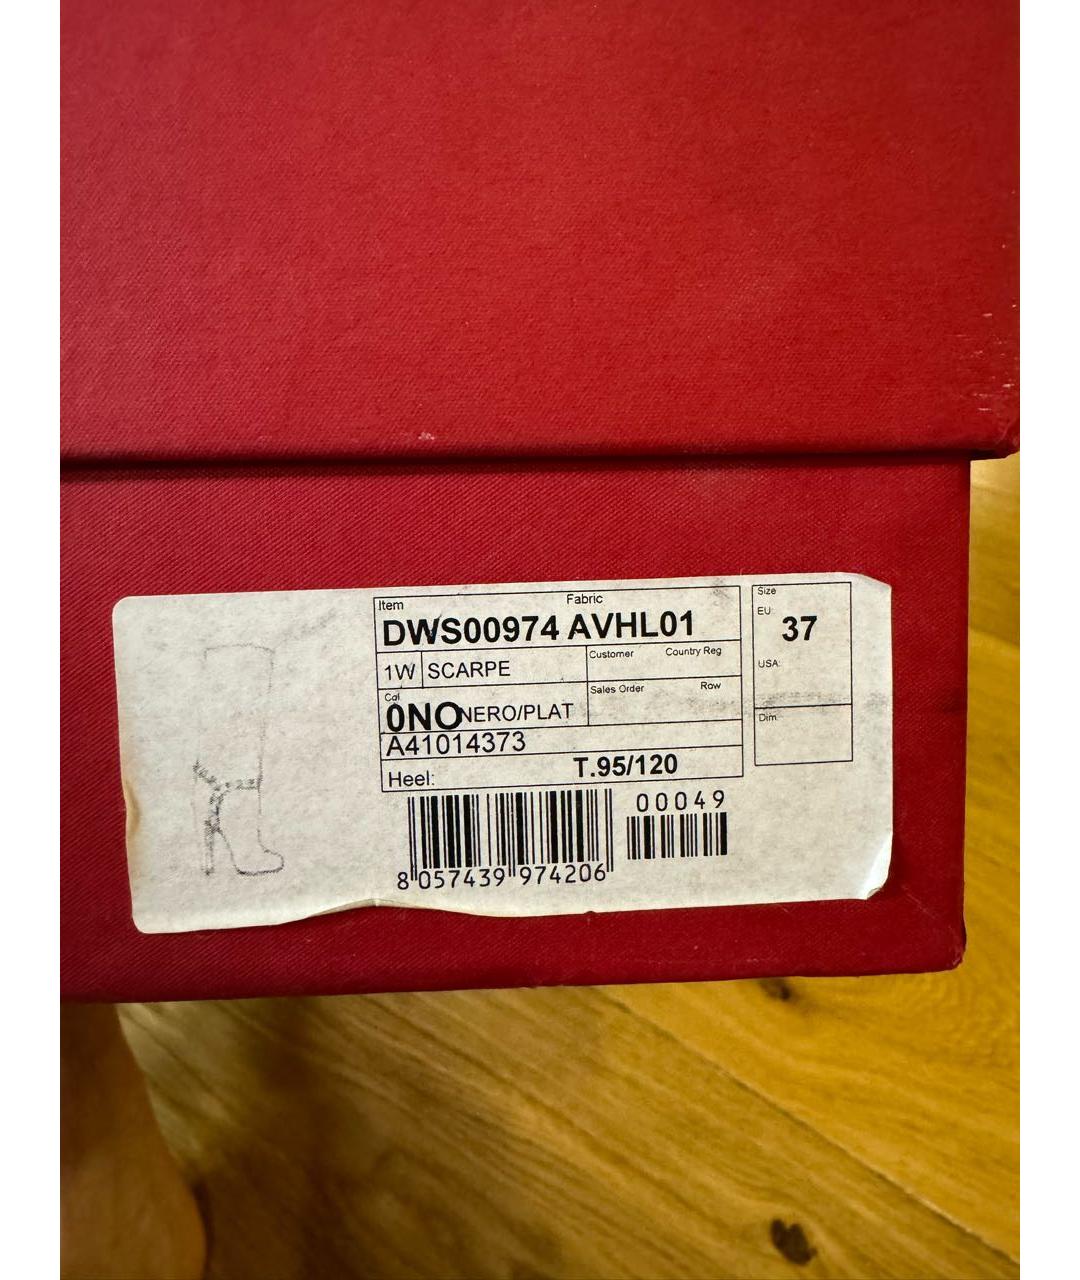 Item Fabric
DWS00974 AVHL01
1W SCARPE
Customer Country Reg
Sales Order Row
Col
0NO NERO/PLAT
A41014373
Heel: T.95/120
Size
EU: 37
USA:
Dim.
00049
8 057439 974206